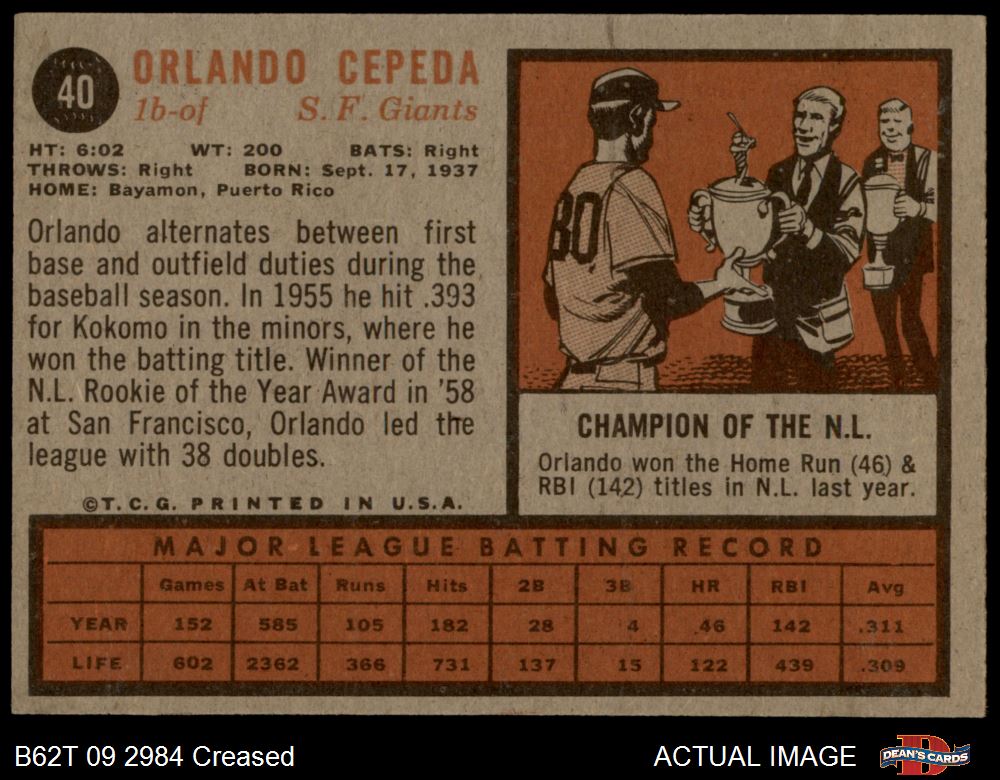 40
ORLANDO CEPEDA
1b-of S. F. Giants
HT: 6:02 WT: 200 BATS: Right
THROWS: Right BORN: Sept. 17, 1937
HOME: Bayamon, Puerto Rico
Orlando alternates between first
base and outfield duties during the
baseball season. In 1955 he hit .393
for Kokomo in the minors, where he
won the batting title. Winner of the
N.L. Rookie of the Year Award in '58
at San Francisco, Orlando led the
league with 38 doubles.
©T.C.G. PRINTED IN U.S.A.
30
CHAMPION OF THE N.L.
Orlando won the Home Run (46) &
RBI (142) titles in N.L. last year.
MAJOR LEAGUE BATTING RECORD
Games At Bat Runs Hits 2B 3B HR RBI Avg
YEAR 152 585 105 182 28 4 46 142 .311
LIFE 602 2362 366 731 137 15 122 439 .309
B62T 09 2984 Creased
ACTUAL IMAGE
D
DEAN'S CARDS